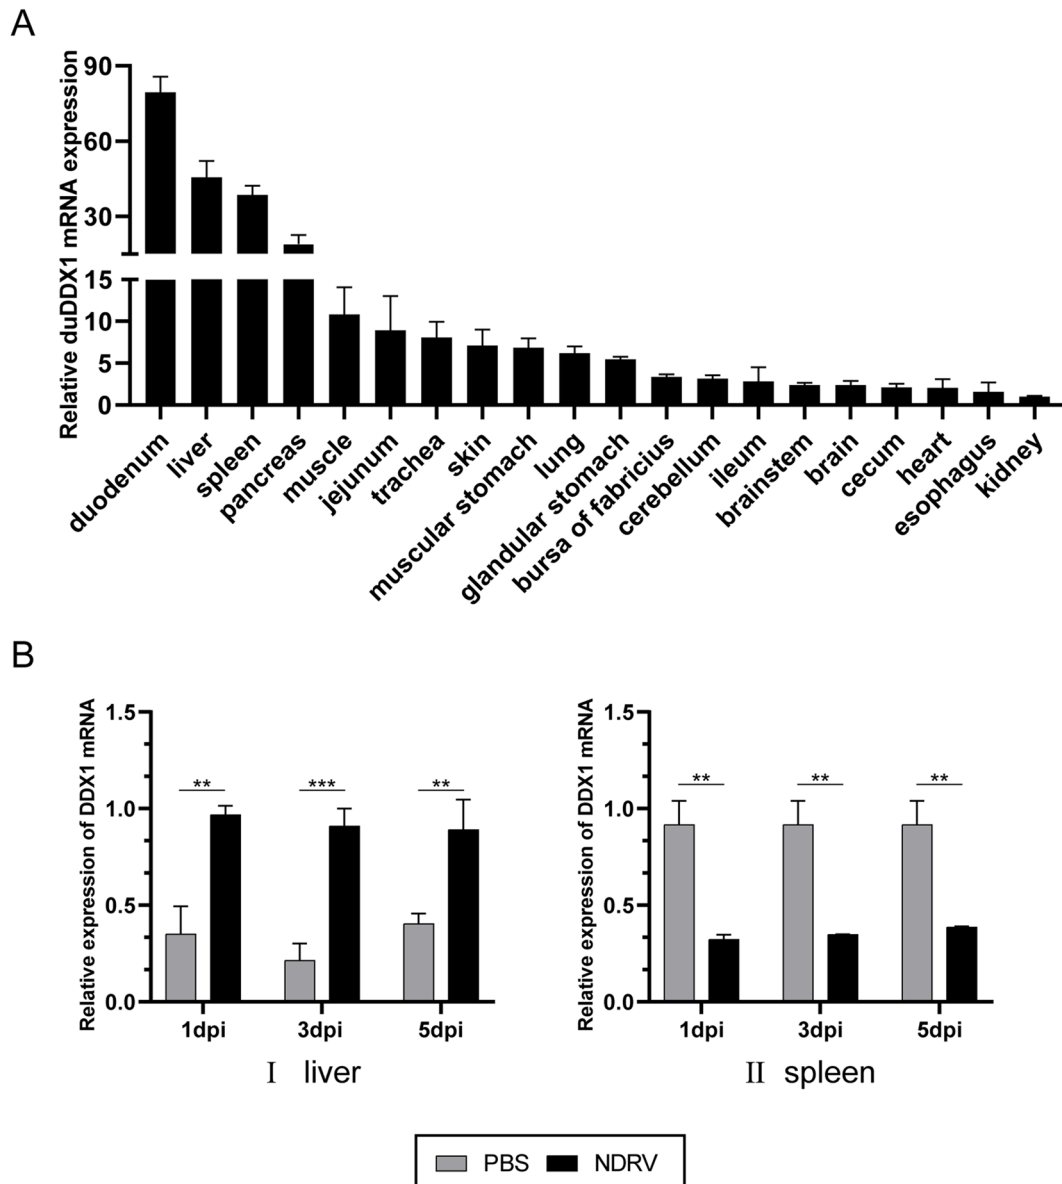 A
Relative duDDX1 mRNA expression
90
60
30
15
10
5
0
duodenum
liver
spleen
pancreas
muscle
jejunum
trachea
skin
muscular stomach
lung
glandular stomach
bursa of fabricius
cerebellum
ileum
brainstem
brain
cecum
heart
esophagus
kidney
B
Relative expression of DDX1 mRNA
1.5
1.0
0.5
0.0
** *** **
1dpi 3dpi 5dpi
I liver
Relative expression of DDX1 mRNA
1.5
1.0
0.5
0.0
** ** **
1dpi 3dpi 5dpi
II spleen
PBS NDRV